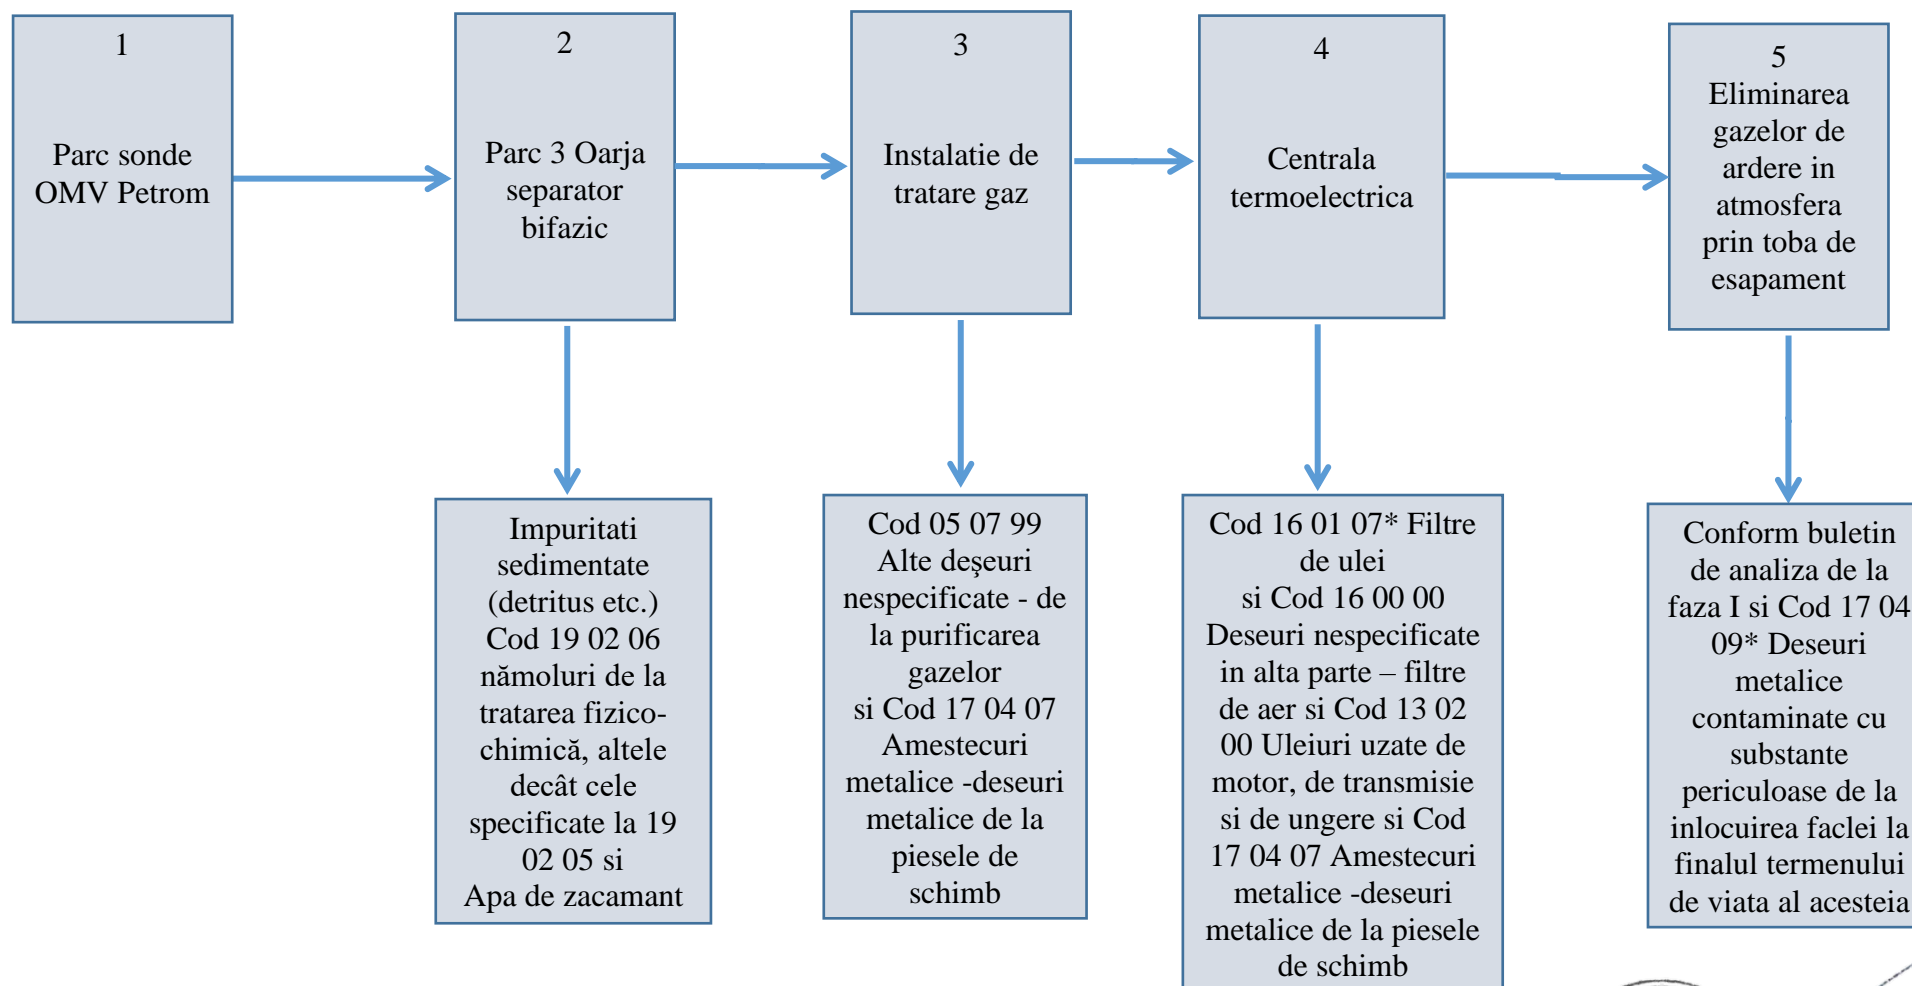 1
Parc sonde
OMV Petrom
2
Parc 3 Oarja
separator
bifazic
3
Instalatie de
tratare gaz
4
Centrala
termoelectrica
5
Eliminarea
gazelor de
ardere in
atmosfera
prin toba de
esapament
Impuritati
sedimentate
(detritus etc.)
Cod 19 02 06
nămoluri de la
tratarea fizico-
chimică, altele
decât cele
specificate la 19
02 05 si
Apa de zacamant
Cod 05 07 99
Alte deşeuri
nespecificate - de
la purificarea
gazelor
si Cod 17 04 07
Amestecuri
metalice -deseuri
metalice de la
piesele de
schimb
Cod 16 01 07* Filtre
de ulei
si Cod 16 00 00
Deseuri nespecificate
in alta parte – filtre
de aer si Cod 13 02
00 Uleiuri uzate de
motor, de transmisie
si de ungere si Cod
17 04 07 Amestecuri
metalice -deseuri
metalice de la piesele
de schimb
Conform buletin
de analiza de la
faza I si Cod 17 04
09* Deseuri
metalice
contaminate cu
substante
periculoase de la
inlocuirea faclei la
finalul termenului
de viata al acesteia